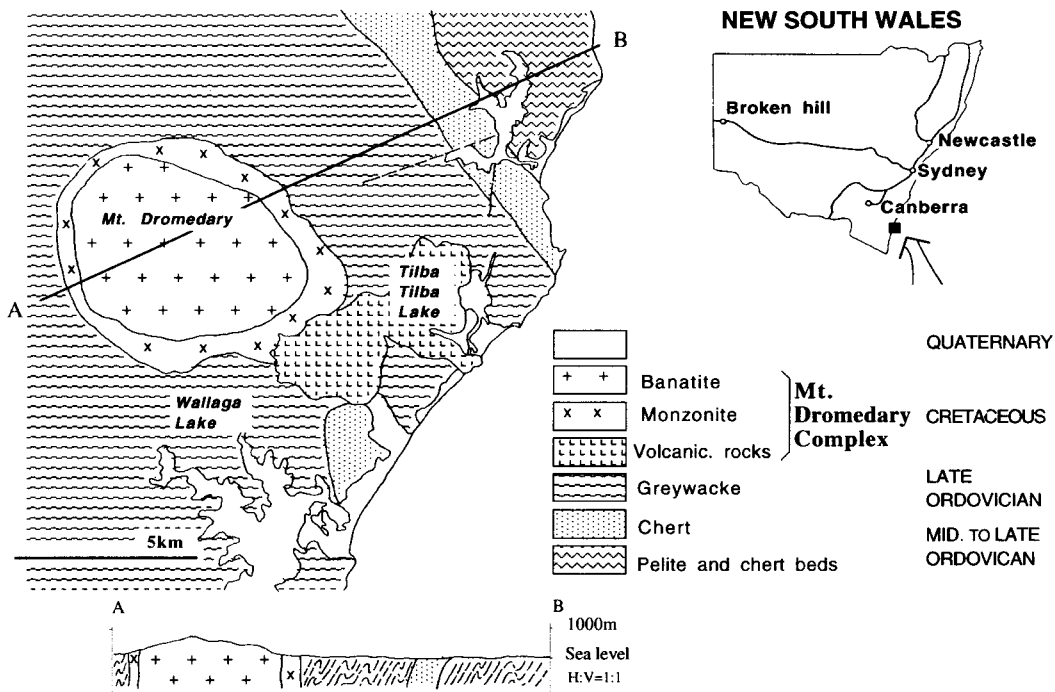 B
A
Mt. Dromedary
Tilba
Tilba
Lake
Wallaga
Lake
5km
NEW SOUTH WALES
Broken hill
Newcastle
Sydney
Canberra
QUATERNARY
Banatite
Monzonite
Volcanic. rocks
Mt.
Dromedary
Complex
CRETACEOUS
Greywacke
LATE
ORDOVICIAN
Chert
Pelite and chert beds
MID. TO LATE
ORDOVICAN
A
B
1000m
Sea level
H:V=1:1